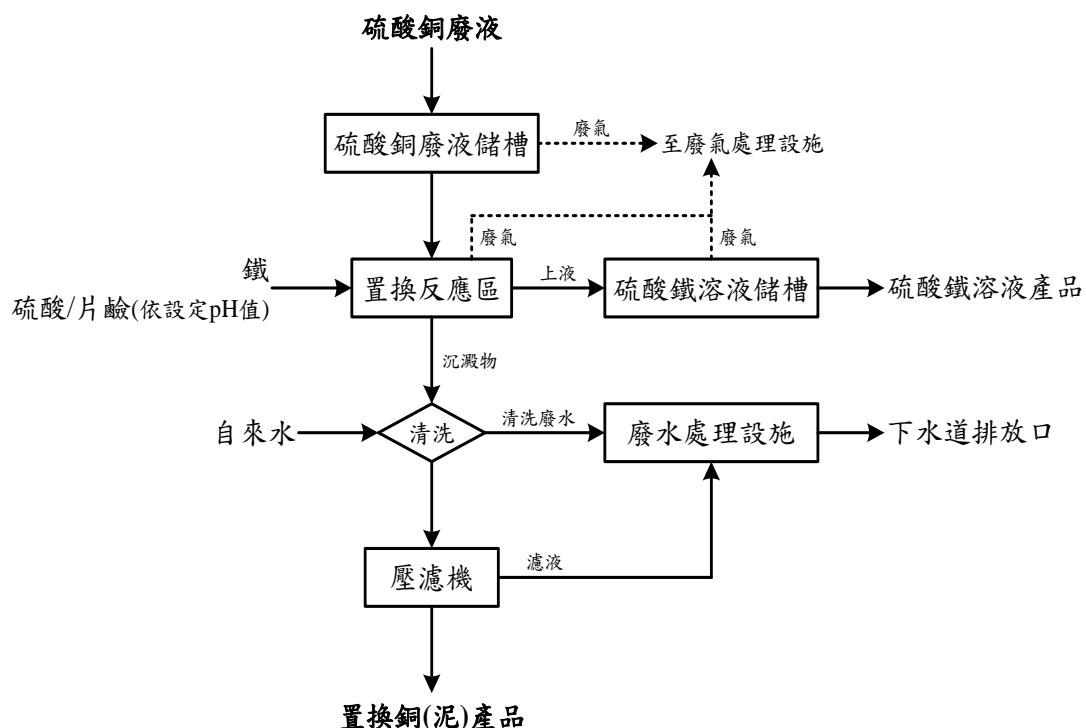 硫酸銅廢液
硫酸銅廢液儲槽
廢氣
至廢氣處理設施
廢氣
廢氣
鐵
硫酸/片鹼(依設定pH值)
置換反應區
上液
硫酸鐵溶液儲槽
硫酸鐵溶液產品
沉澱物
自來水
清洗
清洗廢水
廢水處理設施
下水道排放口
壓濾機
濾液
置換銅(泥)產品